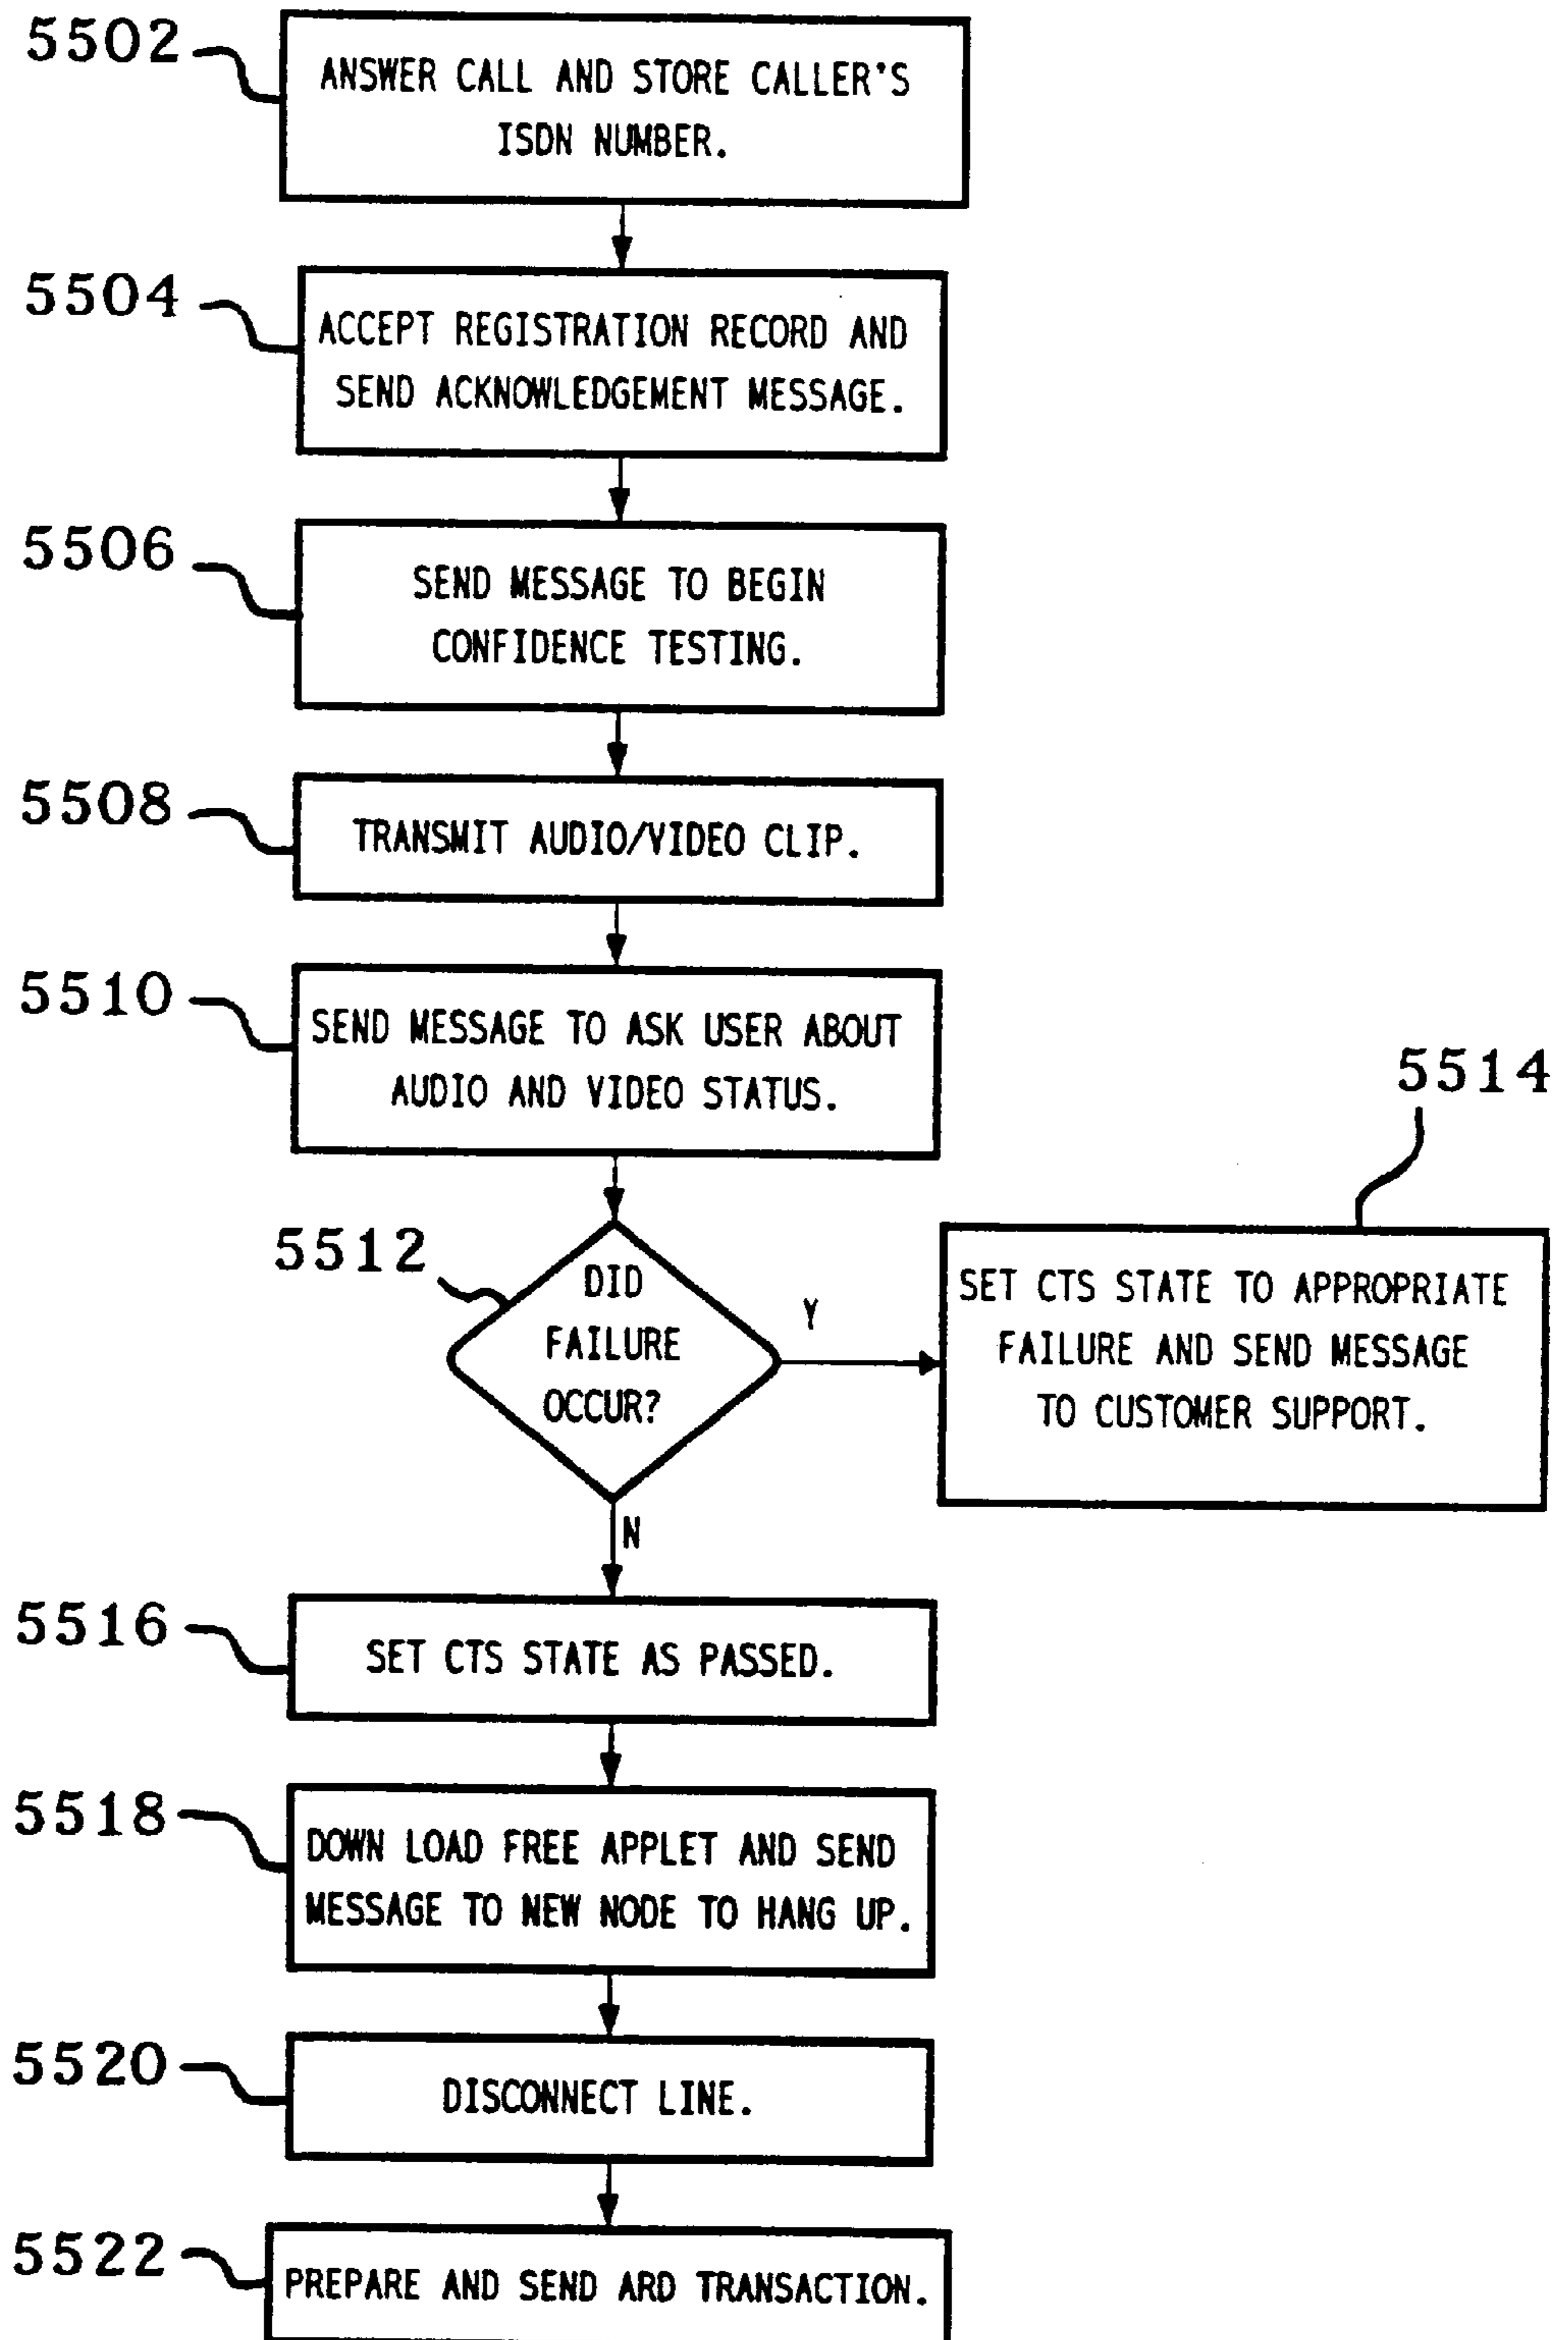 5502
ANSWER CALL AND STORE CALLER'S
ISDN NUMBER.
5504
ACCEPT REGISTRATION RECORD AND
SEND ACKNOWLEDGEMENT MESSAGE.
5506
SEND MESSAGE TO BEGIN
CONFIDENCE TESTING.
5508
TRANSMIT AUDIO/VIDEO CLIP.
5510
SEND MESSAGE TO ASK USER ABOUT
AUDIO AND VIDEO STATUS.
5512
DID
FAILURE
OCCUR?
Y
5514
SET CTS STATE TO APPROPRIATE
FAILURE AND SEND MESSAGE
TO CUSTOMER SUPPORT.
N
5516
SET CTS STATE AS PASSED.
5518
DOWN LOAD FREE APPLET AND SEND
MESSAGE TO NEW NODE TO HANG UP.
5520
DISCONNECT LINE.
5522
PREPARE AND SEND ARD TRANSACTION.